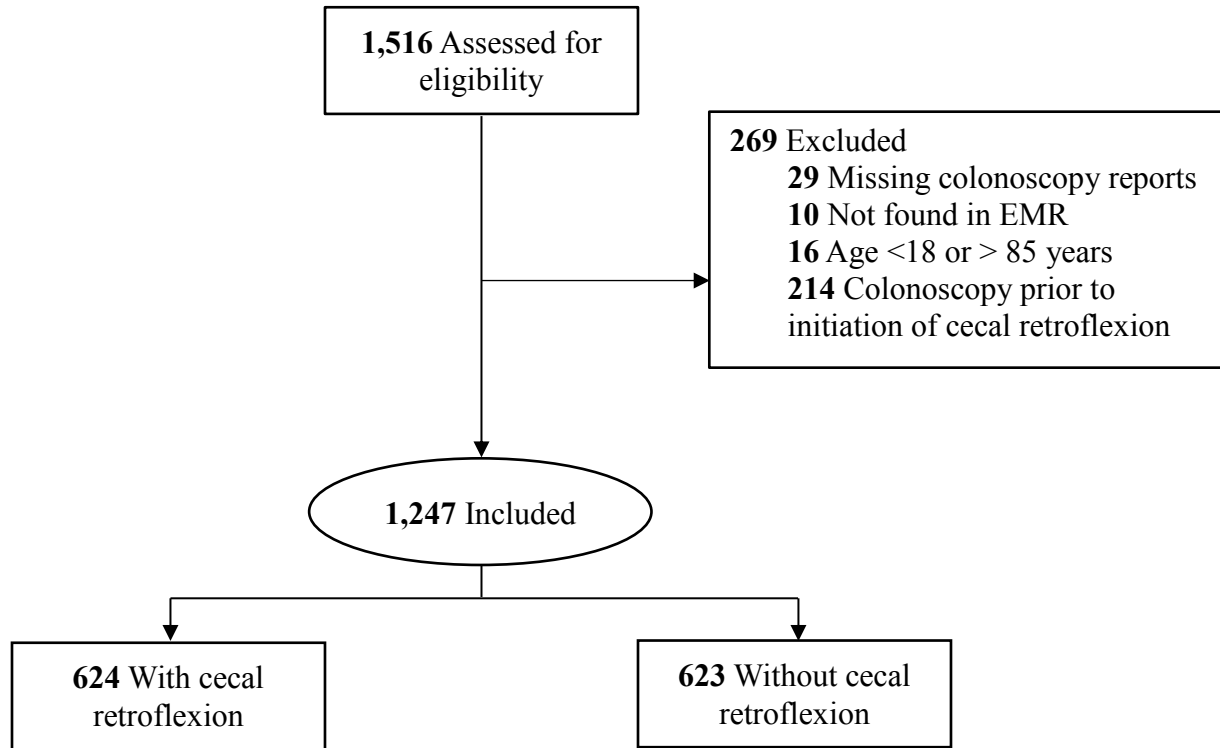 1,516 Assessed for
eligibility
269 Excluded
29 Missing colonoscopy reports
10 Not found in EMR
16 Age <18 or > 85 years
214 Colonoscopy prior to
initiation of cecal retroflexion
1,247 Included
624 With cecal
retroflexion
623 Without cecal
retroflexion